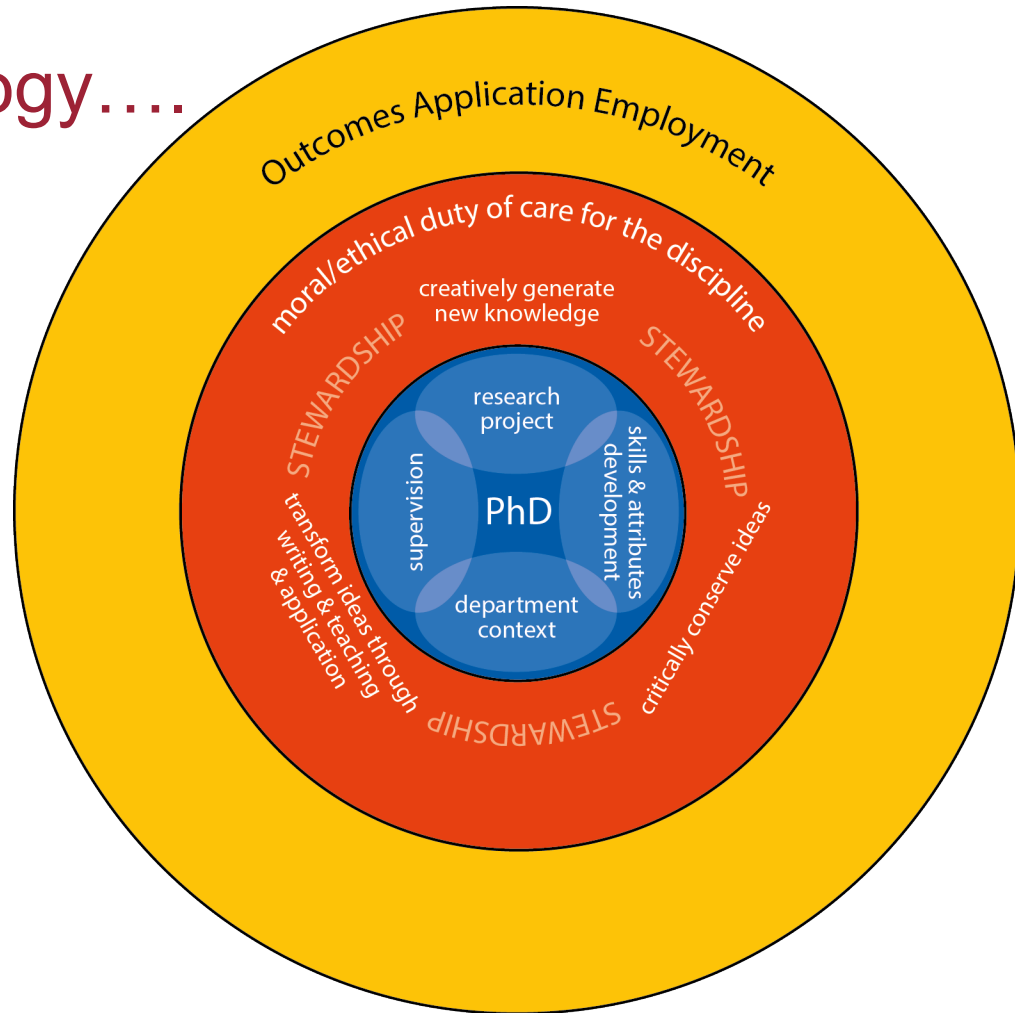 ogy….
Outcomes Application Employment
moral/ethical duty of care for the discipline
creatively generate
new knowledge
STEWARDSHIP
STEWARDSHIP
research
project
supervision
PhD
skills & attributes
development
department
context
transform ideas through
writing & teaching
& application
critically conserve ideas
STEWARDSHIP